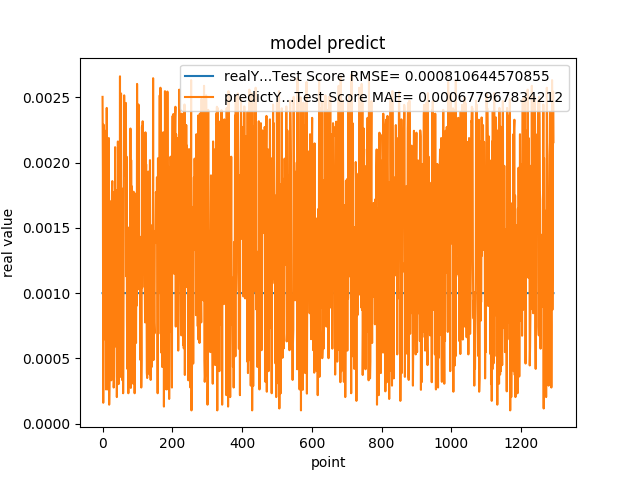 model predict
realY...Test Score RMSE= 0.000810644570855
predictY...Test Score MAE= 0.000677967834212
0.0025
0.0020
0.0015
0.0010
0.0005
0.0000
real value
0 200 400 600 800 1000 1200
point